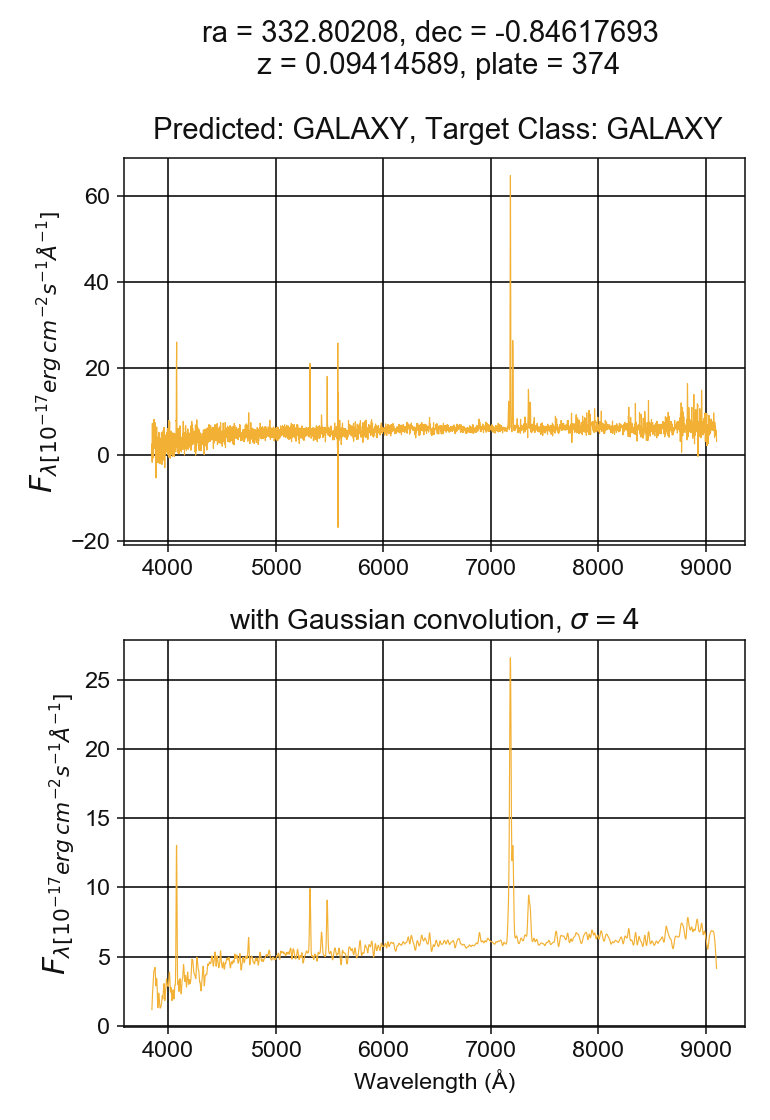 ra = 332.80208, dec = -0.84617693
z = 0.09414589, plate = 374
Predicted: GALAXY, Target Class: GALAXY
F_λ[10^{-17} erg cm^{-2} s^{-1} Å^{-1}]
60
40
20
0
−20
4000 5000 6000 7000 8000 9000
with Gaussian convolution, σ = 4
F_λ[10^{-17} erg cm^{-2} s^{-1} Å^{-1}]
25
20
15
10
5
0
4000 5000 6000 7000 8000 9000
Wavelength (Å)